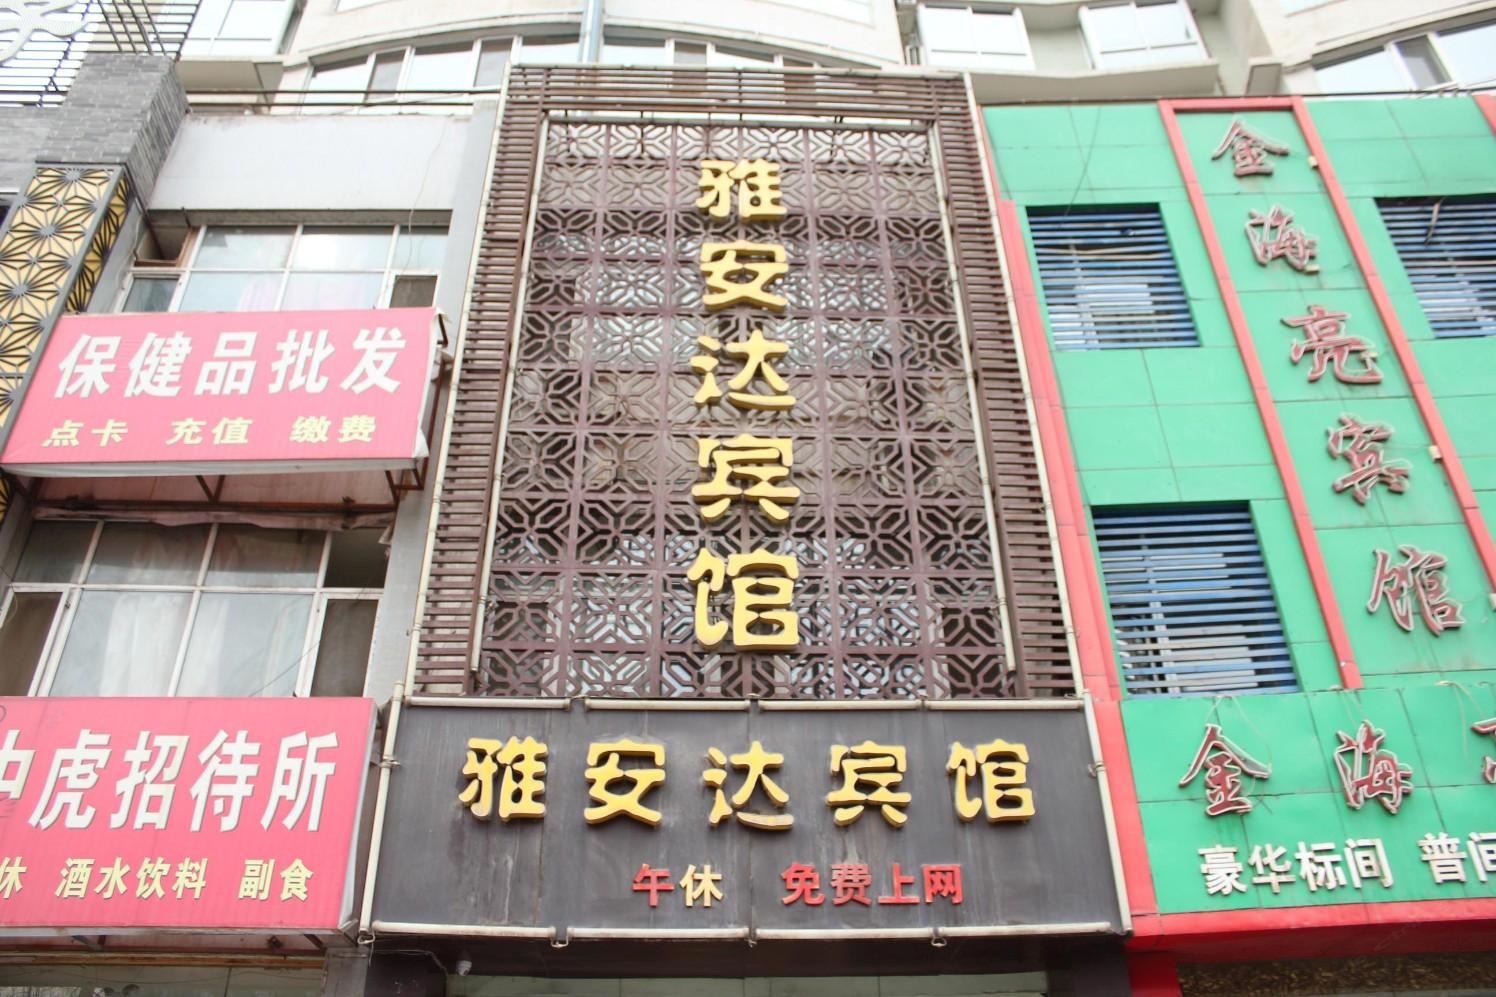 保健品批发
点卡 充值 缴费
虎招待所
休 酒水饮料 副食
雅安达宾馆
雅安达宾馆
午休 免费上网
金海亮宾馆
金海
豪华标间 普间